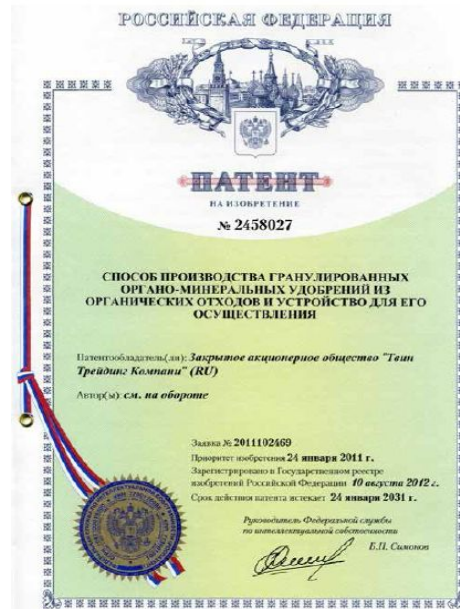 РОССИЙСКАЯ ФЕДЕРАЦИЯ
ПАТЕНТ
НА ИЗОБРЕТЕНИЕ
№ 2458027
СПОСОБ ПРОИЗВОДСТВА ГРАНУЛИРОВАННЫХ
ОРГАНО-МИНЕРАЛЬНЫХ УДОБРЕНИЙ ИЗ
ОРГАНИЧЕСКИХ ОТХОДОВ И УСТРОЙСТВО ДЛЯ ЕГО
ОСУЩЕСТВЛЕНИЯ
Патентообладатель(ли): Закрытое акционерное общество "Твин
Трейдинг Компани" (RU)
Автор(ы): см. на обороте
Заявка № 2011102469
Приоритет изобретения 24 января 2011 г.
Зарегистрировано в Государственном реестре
изобретений Российской Федерации 10 августа 2012 г.
Срок действия патента истекает 24 января 2031 г.
Руководитель Федеральной службы
по интеллектуальной собственности
Б.П. Симонов